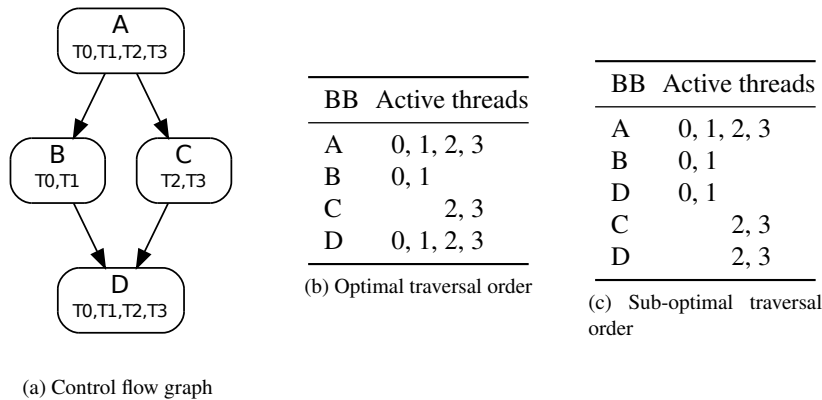 A
T0,T1,T2,T3
B
T0,T1
C
T2,T3
D
T0,T1,T2,T3
(a) Control flow graph
BB Active threads
A 0, 1, 2, 3
B 0, 1
C 2, 3
D 0, 1, 2, 3
(b) Optimal traversal order
BB Active threads
A 0, 1, 2, 3
B 0, 1
D 0, 1
C 2, 3
D 2, 3
(c) Sub-optimal traversal
order